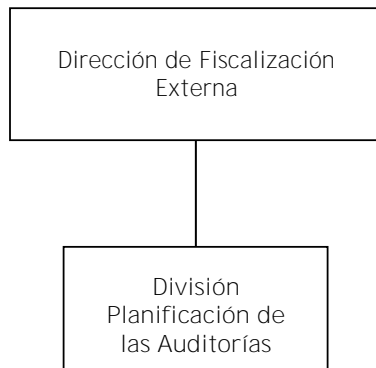 Dirección de Fiscalización
Externa
División
Planificación de
las Auditorías